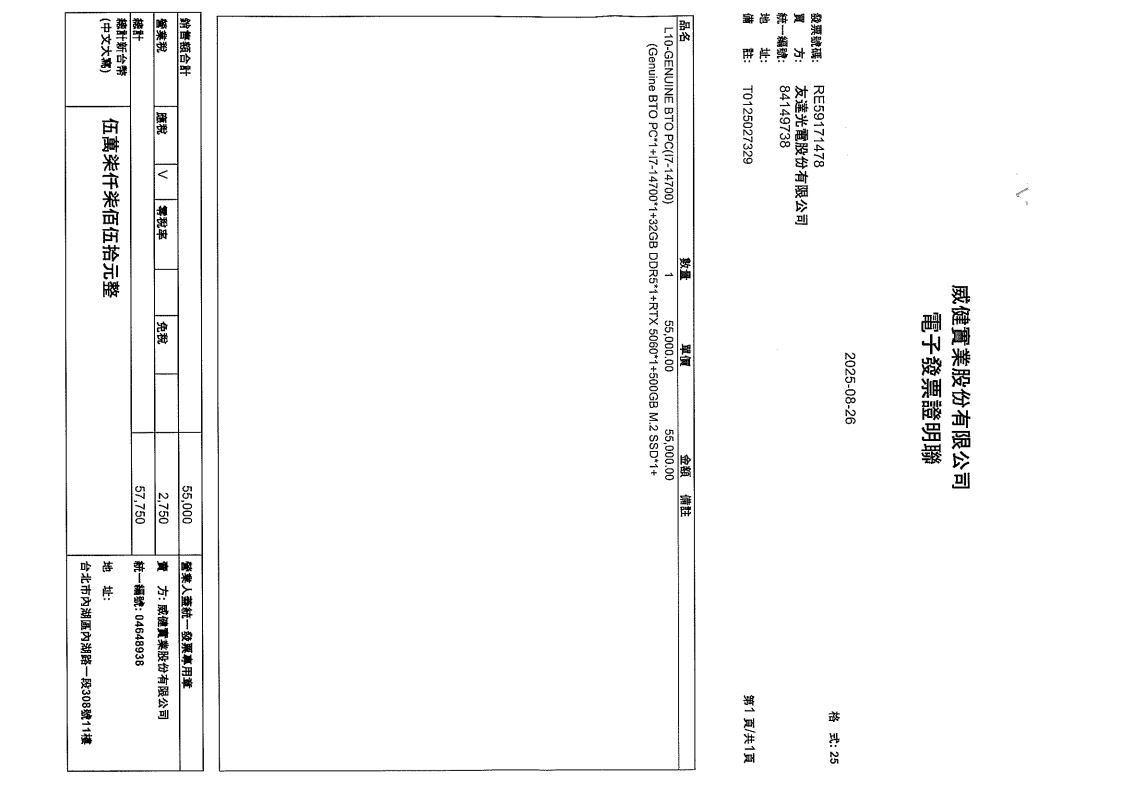 威健實業股份有限公司
電子發票證明聯
2025-08-26
格 式: 25
發票號碼: RE59171478
買 方: 友達光電股份有限公司
統一編號: 84149738
地 址:
備 註: T0125027329
第1 頁/共1頁
品名 數量 單價 金額 備註
L10-GENUINE BTO PC(I7-14700) 1 55,000.00 55,000.00
(Genuine BTO PC*1+I7-14700*1+32GB DDR5*1+RTX 5060*1+500GB M.2 SSD*1+
銷售額合計 55,000 營業人蓋統一發票專用章
營業稅 應稅 V 零稅率 免稅 2,750 賣 方: 威健實業股份有限公司
總計 57,750 統一編號: 04648938
總計新台幣
(中文大寫) 伍萬柒仟柒佰伍拾元整
地 址:
台北市內湖區內湖路一段308號11樓